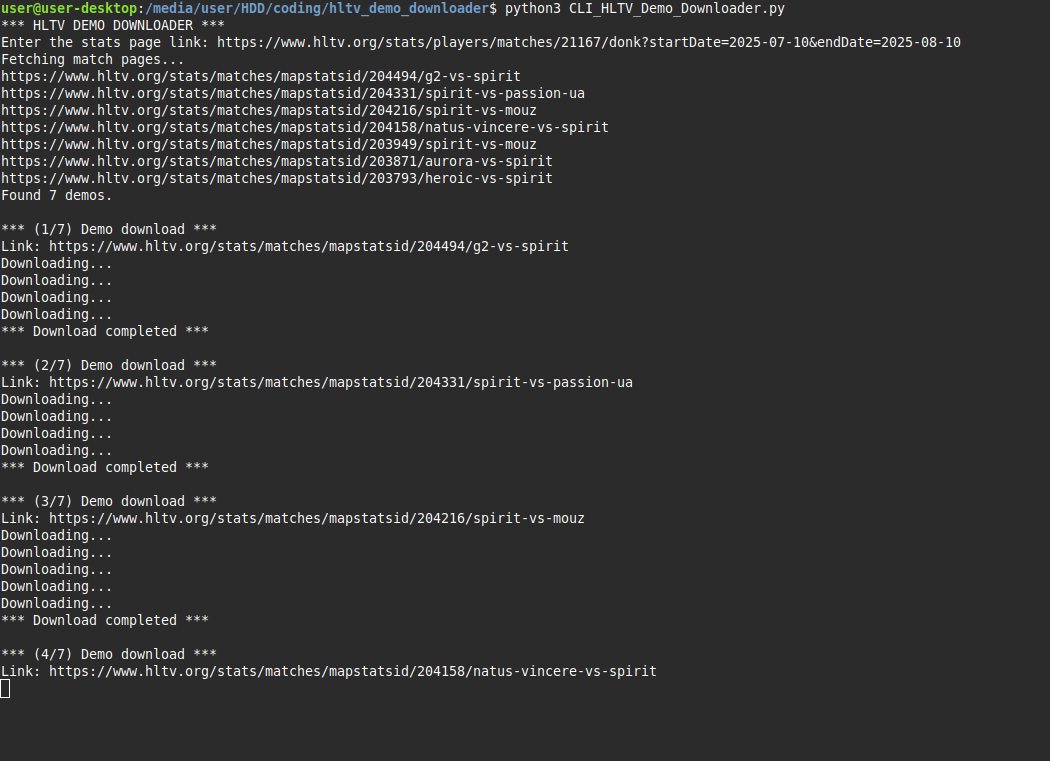 user@user-desktop:/media/user/HDD/coding/hltv_demo_downloader$ python3 CLI_HLTV_Demo_Downloader.py
*** HLTV DEMO DOWNLOADER ***
Enter the stats page link: https://www.hltv.org/stats/players/matches/21167/donk?startDate=2025-07-10&endDate=2025-08-10
Fetching match pages...
https://www.hltv.org/stats/matches/mapstatsid/204494/g2-vs-spirit
https://www.hltv.org/stats/matches/mapstatsid/204331/spirit-vs-passion-ua
https://www.hltv.org/stats/matches/mapstatsid/204216/spirit-vs-mouz
https://www.hltv.org/stats/matches/mapstatsid/204158/natus-vincere-vs-spirit
https://www.hltv.org/stats/matches/mapstatsid/203949/spirit-vs-mouz
https://www.hltv.org/stats/matches/mapstatsid/203871/aurora-vs-spirit
https://www.hltv.org/stats/matches/mapstatsid/203793/heroic-vs-spirit
Found 7 demos.

*** (1/7) Demo download ***
Link: https://www.hltv.org/stats/matches/mapstatsid/204494/g2-vs-spirit
Downloading...
Downloading...
Downloading...
Downloading...
*** Download completed ***

*** (2/7) Demo download ***
Link: https://www.hltv.org/stats/matches/mapstatsid/204331/spirit-vs-passion-ua
Downloading...
Downloading...
Downloading...
Downloading...
*** Download completed ***

*** (3/7) Demo download ***
Link: https://www.hltv.org/stats/matches/mapstatsid/204216/spirit-vs-mouz
Downloading...
Downloading...
Downloading...
Downloading...
Downloading...
*** Download completed ***

*** (4/7) Demo download ***
Link: https://www.hltv.org/stats/matches/mapstatsid/204158/natus-vincere-vs-spirit